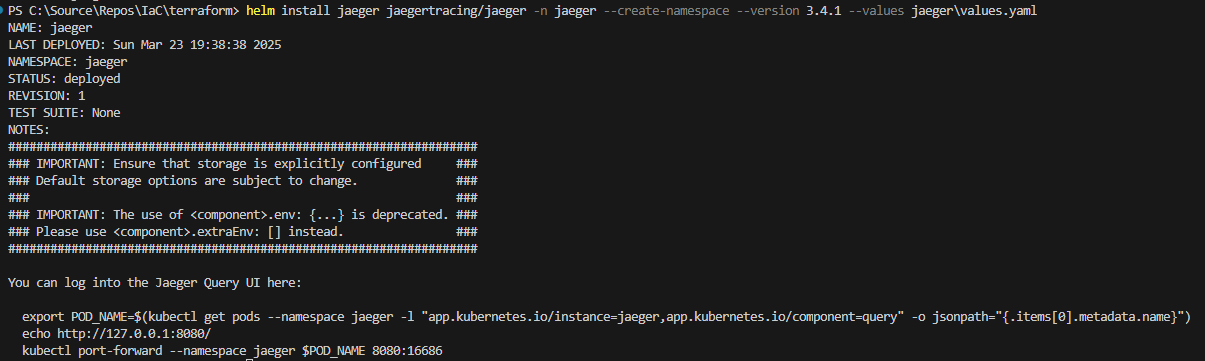 PS C:\Source\Repos\IaC\terraform> helm install jaeger jaegertracing/jaeger -n jaeger --create-namespace --version 3.4.1 --values jaeger\values.yaml
NAME: jaeger
LAST DEPLOYED: Sun Mar 23 19:38:38 2025
NAMESPACE: jaeger
STATUS: deployed
REVISION: 1
TEST SUITE: None
NOTES:
###################################################################
### IMPORTANT: Ensure that storage is explicitly configured     ###
### Default storage options are subject to change.              ###
###                                                             ###
### IMPORTANT: The use of <component>.env: {...} is deprecated. ###
### Please use <component>.extraEnv: [] instead.                ###
###################################################################

You can log into the Jaeger Query UI here:

  export POD_NAME=$(kubectl get pods --namespace jaeger -l "app.kubernetes.io/instance=jaeger,app.kubernetes.io/component=query" -o jsonpath="{.items[0].metadata.name}")
  echo http://127.0.0.1:8080/
  kubectl port-forward --namespace jaeger $POD_NAME 8080:16686